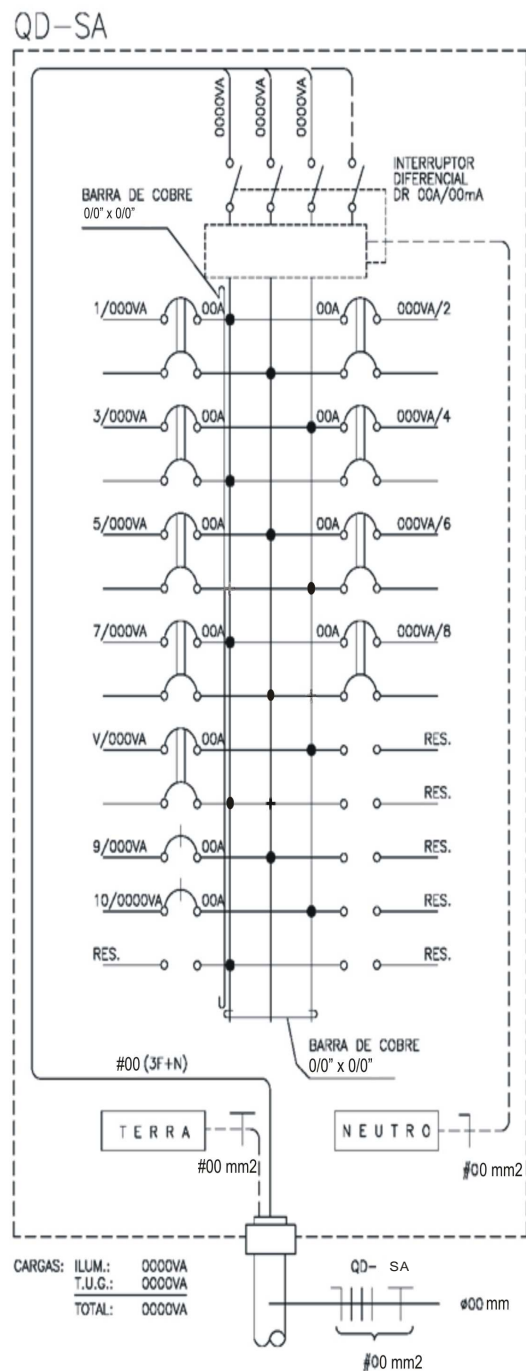 QD-SA
0000VA
0000VA
0000VA
INTERRUPTOR
DIFERENCIAL
DR 00A/00mA
BARRA DE COBRE
0/0" x 0/0"
1/000VA 00A 00A 000VA/2
3/000VA 00A 00A 000VA/4
5/000VA 00A 00A 000VA/6
7/000VA 00A 00A 000VA/8
V/000VA 00A RES.
RES.
9/000VA 00A RES.
10/0000VA 00A RES.
RES. RES.
BARRA DE COBRE
0/0" x 0/0"
#00 (3F+N)
TERRA
#00 mm2
NEUTRO
#00 mm2
CARGAS: ILUM.: 0000VA
T.U.G.: 0000VA
TOTAL: 0000VA
QD- SA
ø00 mm
#00 mm2